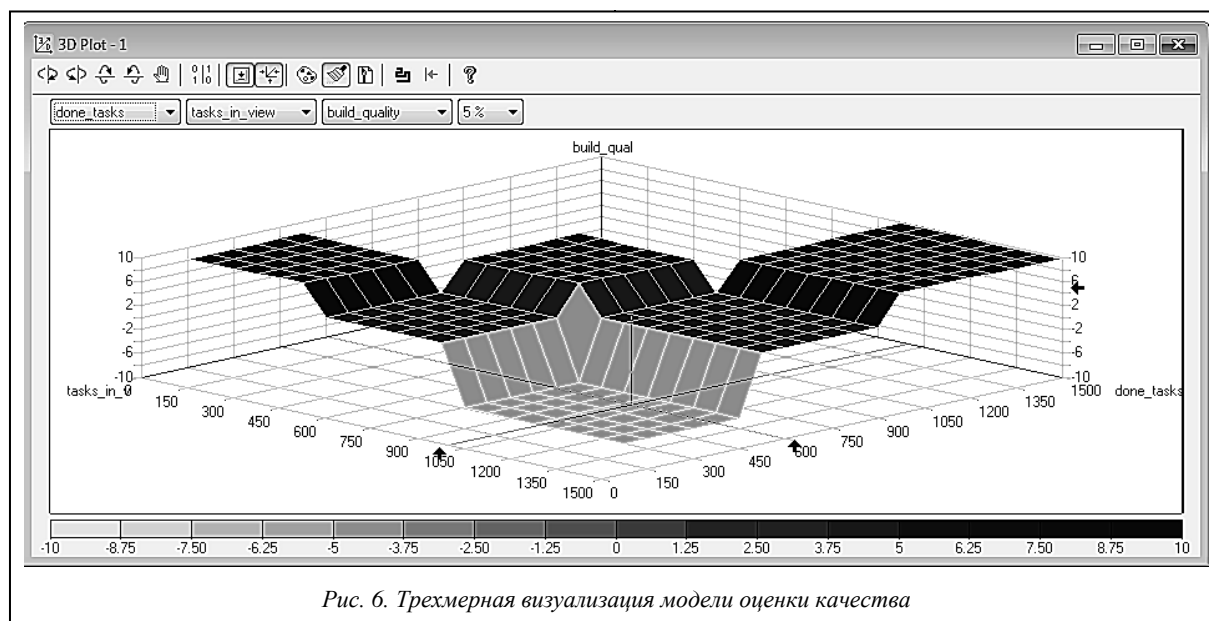 3D Plot - 1
done_tasks tasks_in_view build_quality 5 %
build_qual
10 10
6 6
2 2
-2 -2
-6 -6
-10 -10
tasks_in_ 0 150 300 450 600 750 900 1050 1200 1350 1500
0 150 300 450 600 750 900 1050 1200 1350 1500 done_tasks
-10 -8.75 -7.50 -6.25 -5 -3.75 -2.50 -1.25 0 1.25 2.50 3.75 5 6.25 7.50 8.75 10
Рис. 6. Трехмерная визуализация модели оценки качества